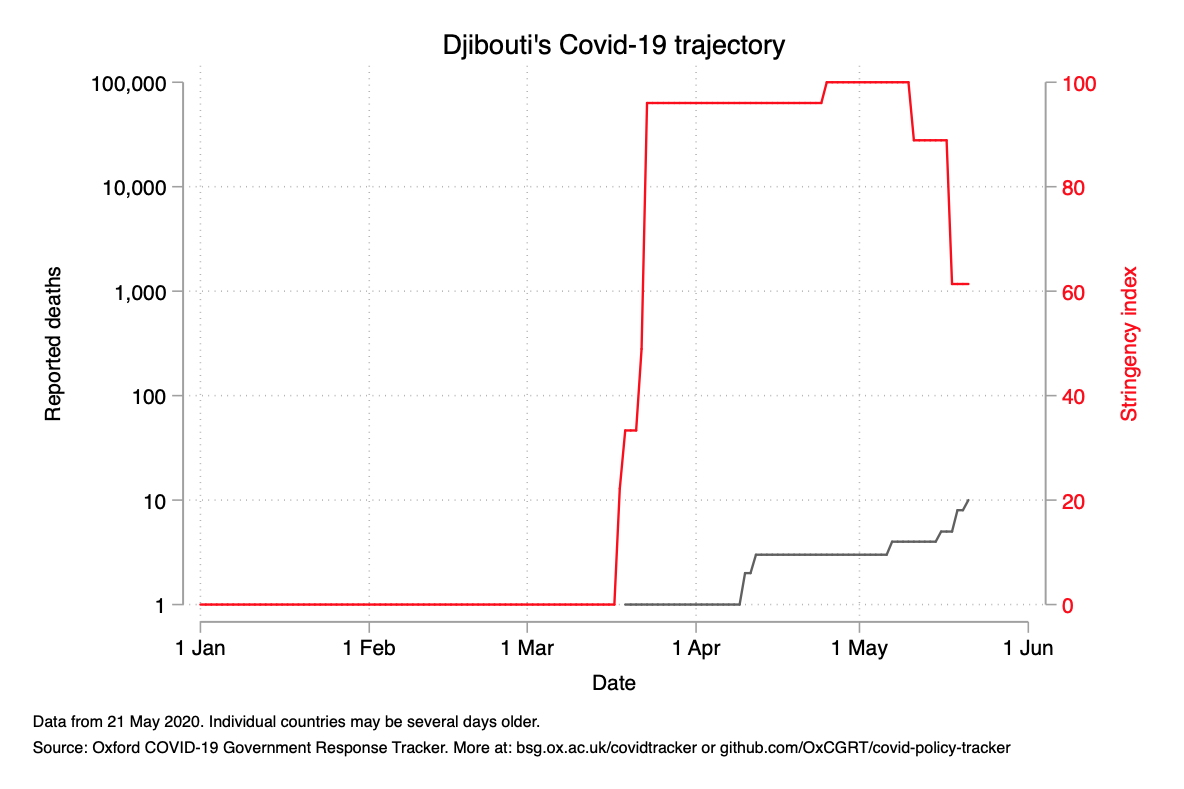 Djibouti's Covid-19 trajectory
100,000
10,000
1,000
100
10
1
Reported deaths
100
80
60
40
20
0
Stringency index
1 Jan 1 Feb 1 Mar 1 Apr 1 May 1 Jun
Date
Data from 21 May 2020. Individual countries may be several days older.
Source: Oxford COVID-19 Government Response Tracker. More at: bsg.ox.ac.uk/covidtracker or github.com/OxCGRT/covid-policy-tracker